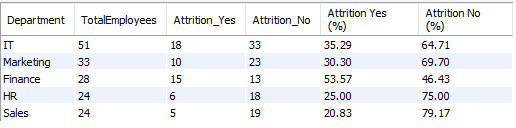 Department TotalEmployees Attrition_Yes Attrition_No Attrition Yes (%) Attrition No (%)
IT 51 18 33 35.29 64.71
Marketing 33 10 23 30.30 69.70
Finance 28 15 13 53.57 46.43
HR 24 6 18 25.00 75.00
Sales 24 5 19 20.83 79.17